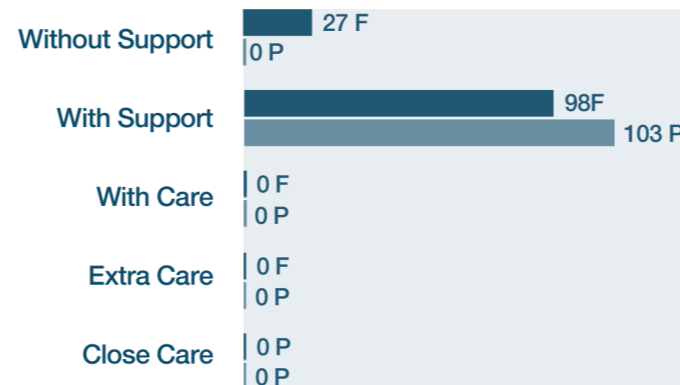 Without Support
27 F
0 P
With Support
98F
103 P
With Care
0 F
0 P
Extra Care
0 F
0 P
Close Care
0 P
0 P